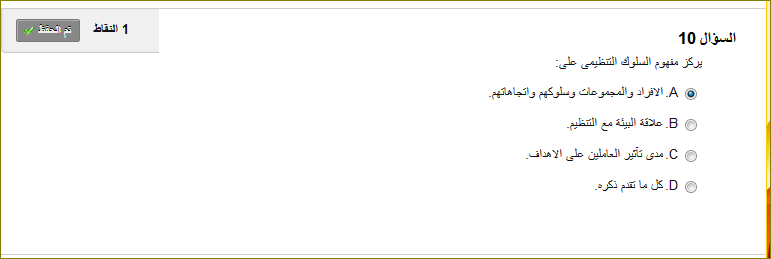 السؤال 10
1 النقاط
تم الحفظ
يركز مفهوم السلوك التنظيمى على:
A. الافراد والمجموعات وسلوكهم واتجاهاتهم.
B. علاقة البيئة مع التنظيم.
C. مدى تأثير العاملين على الاهداف.
D. كل ما تقدم ذكره.